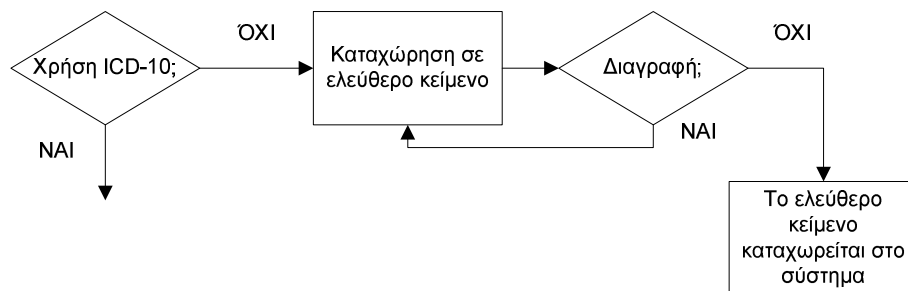 ΌΧΙ
ΌΧΙ
Χρήση ICD-10;
Καταχώρηση σε
ελεύθερο κείμενο
Διαγραφή;
ΝΑΙ
ΝΑΙ
Το ελεύθερο
κείμενο
καταχωρείται στο
σύστημα